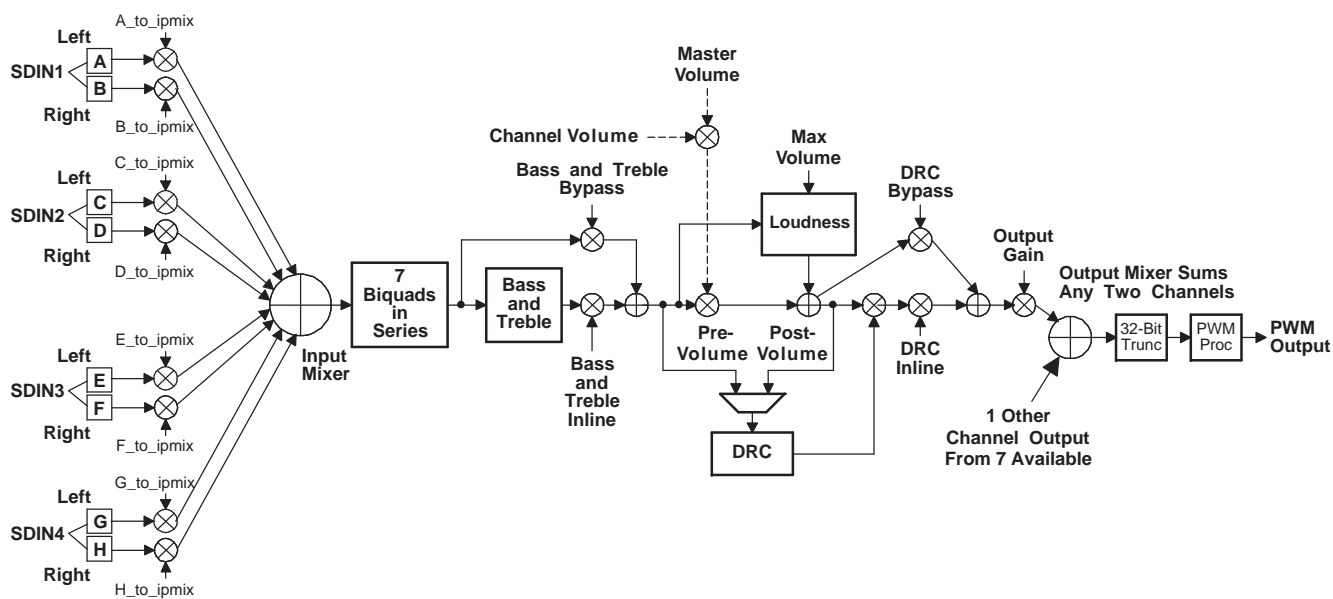 A_to_ipmix
Left
SDIN1
A
B
Right
B_to_ipmix
C_to_ipmix
Left
SDIN2
C
D
Right
D_to_ipmix
E_to_ipmix
Left
SDIN3
E
F
Right
F_to_ipmix
G_to_ipmix
Left
SDIN4
G
H
Right
H_to_ipmix
Input
Mixer
7
Biquads
in
Series
Bass and Treble
Bypass
Bass
and
Treble
Bass
and
Treble
Inline
Master
Volume
Channel Volume
Max
Volume
Loudness
Pre-
Volume
Post-
Volume
DRC
DRC
Bypass
DRC
Inline
Output
Gain
Output Mixer Sums
Any Two Channels
1 Other
Channel Output
From 7 Available
32-Bit
Trunc
PWM
Proc
PWM
Output